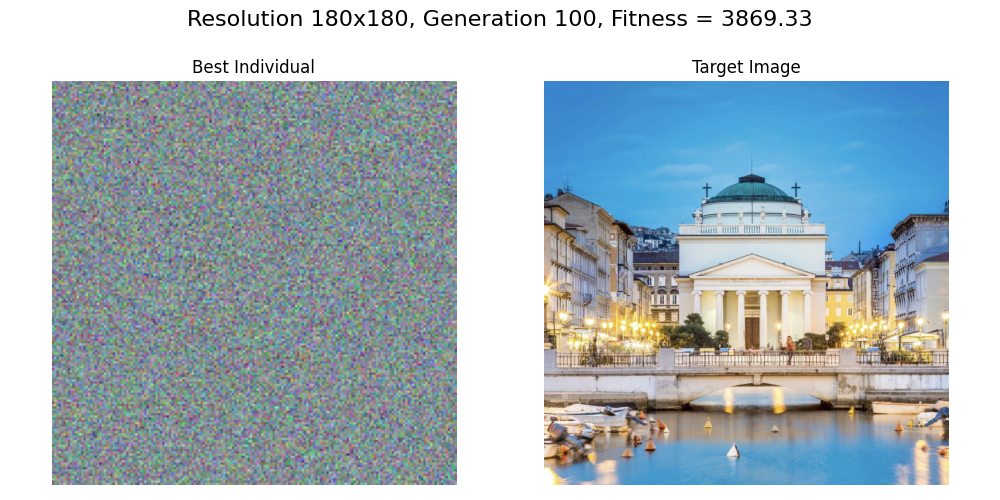 Resolution 180x180, Generation 100, Fitness = 3869.33
Best Individual
Target Image